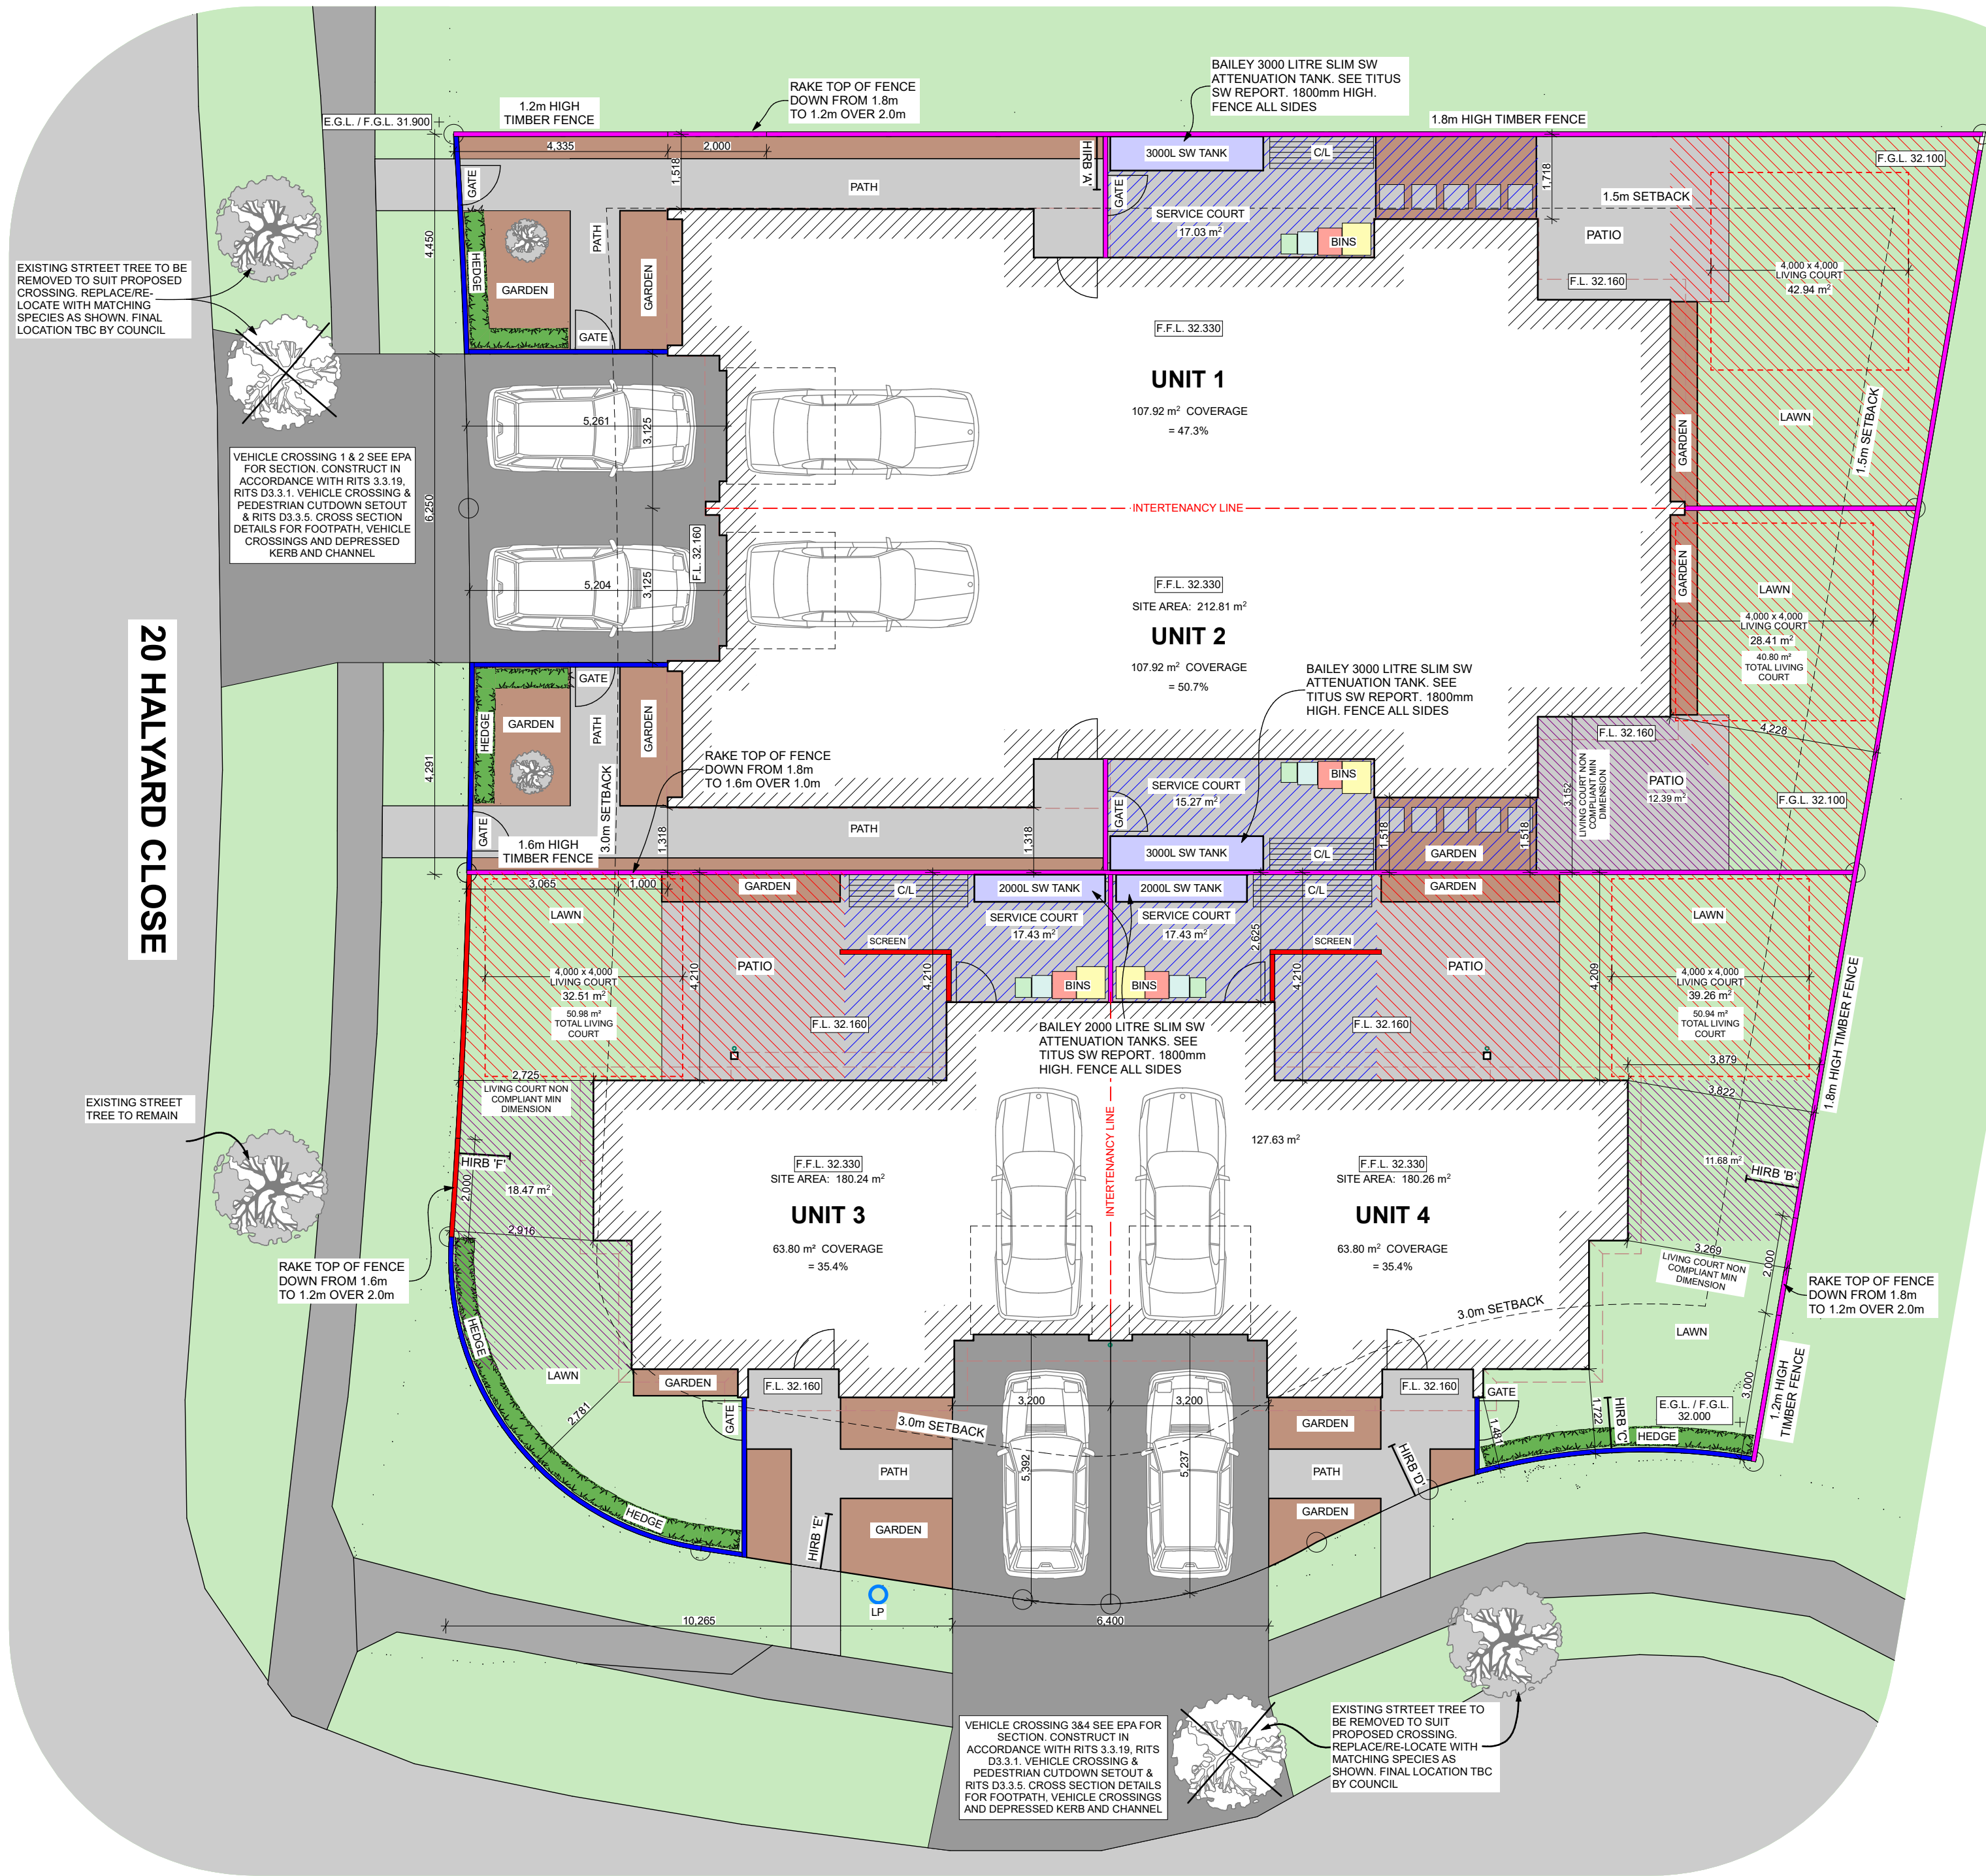 BAILEY 3000 LITRE SLIM SW
ATTENUATION TANK. SEE TITUS
SW REPORT. 1800mm HIGH.
FENCE ALL SIDES
RAKE TOP OF FENCE
DOWN FROM 1.8m
TO 1.2m OVER 2.0m
1.2m HIGH
TIMBER FENCE
E.G.L. / F.G.L. 31.900
1.8m HIGH TIMBER FENCE
4,335
2,000
1,518
HIRB 'A'
3000L SW TANK
C/L
1,718
F.G.L. 32.100
GATE
PATH
GATE
SERVICE COURT
17.03 m²
BINS
1.5m SETBACK
PATIO
4,450
HEDGE
GARDEN
PATH
GARDEN
GATE
F.L. 32.160
4,000 x 4,000
LIVING COURT
42.94 m²
EXISTING STRTEET TREE TO BE
REMOVED TO SUIT PROPOSED
CROSSING. REPLACE/RE-
LOCATE WITH MATCHING
SPECIES AS SHOWN. FINAL
LOCATION TBC BY COUNCIL
F.F.L. 32.330
UNIT 1
107.92 m² COVERAGE
= 47.3%
GARDEN
LAWN
1.5m SETBACK
5,261
3,125
VEHICLE CROSSING 1 & 2 SEE EPA
FOR SECTION. CONSTRUCT IN
ACCORDANCE WITH RITS 3.3.19,
RITS D3.3.1. VEHICLE CROSSING &
PEDESTRIAN CUTDOWN SETOUT
& RITS D3.3.5. CROSS SECTION
DETAILS FOR FOOTPATH, VEHICLE
CROSSINGS AND DEPRESSED
KERB AND CHANNEL
6,250
INTERTENANCY LINE
F.L. 32.160
5,204
3,125
F.F.L. 32.330
SITE AREA: 212.81 m²
UNIT 2
107.92 m² COVERAGE
= 50.7%
GARDEN
LAWN
4,000 x 4,000
LIVING COURT
28.41 m²
40.80 m²
TOTAL LIVING
COURT
BAILEY 3000 LITRE SLIM SW
ATTENUATION TANK. SEE
TITUS SW REPORT. 1800mm
HIGH. FENCE ALL SIDES
20 HALYARD CLOSE
4,291
HEDGE
GARDEN
GATE
PATH
GARDEN
3.0m SETBACK
GATE
RAKE TOP OF FENCE
DOWN FROM 1.8m
TO 1.6m OVER 1.0m
1.6m HIGH
TIMBER FENCE
1,318
PATH
1,318
GATE
SERVICE COURT
15.27 m²
BINS
3000L SW TANK
C/L
1,518
GARDEN
1,518
F.L. 32.160
4,228
3,152
LIVING COURT NON
COMPLIANT MIN
DIMENSION
PATIO
12.39 m²
F.G.L. 32.100
3,065
1,000
GARDEN
C/L
2000L SW TANK
2000L SW TANK
C/L
GARDEN
LAWN
SERVICE COURT
17.43 m²
SERVICE COURT
17.43 m²
2,625
LAWN
SCREEN
SCREEN
PATIO
4,210
4,210
4,210
PATIO
4,209
4,000 x 4,000
LIVING COURT
32.51 m²
50.98 m²
TOTAL LIVING
COURT
BINS
BINS
4,000 x 4,000
LIVING COURT
39.26 m²
50.94 m²
TOTAL LIVING
COURT
1.8m HIGH TIMBER FENCE
F.L. 32.160
F.L. 32.160
BAILEY 2000 LITRE SLIM SW
ATTENUATION TANKS. SEE
TITUS SW REPORT. 1800mm
HIGH. FENCE ALL SIDES
3,879
3,822
2,725
LIVING COURT NON
COMPLIANT MIN
DIMENSION
EXISTING STREET
TREE TO REMAIN
INTERTENANCY LINE
127.63 m²
HIRB 'F'
2,000
18.47 m²
2,916
F.F.L. 32.330
SITE AREA: 180.24 m²
UNIT 3
63.80 m² COVERAGE
= 35.4%
F.F.L. 32.330
SITE AREA: 180.26 m²
UNIT 4
63.80 m² COVERAGE
= 35.4%
11.68 m²
HIRB 'B'
3,269
LIVING COURT NON
COMPLIANT MIN
DIMENSION
2,000
RAKE TOP OF FENCE
DOWN FROM 1.6m
TO 1.2m OVER 2.0m
RAKE TOP OF FENCE
DOWN FROM 1.8m
TO 1.2m OVER 2.0m
HEDGE
LAWN
3.0m SETBACK
LAWN
GARDEN
F.L. 32.160
F.L. 32.160
GATE
2,781
GATE
3,200
3,200
3.0m SETBACK
GARDEN
1,481
1,722
HIRB 'C'
E.G.L. / F.G.L.
32.000
HEDGE
3,000
1.2m HIGH
TIMBER FENCE
PATH
5,392
5,237
PATH
HIRB 'D'
HEDGE
HIRB 'E'
GARDEN
GARDEN
LP
10,265
6,400
VEHICLE CROSSING 3&4 SEE EPA FOR
SECTION. CONSTRUCT IN
ACCORDANCE WITH RITS 3.3.19, RITS
D3.3.1. VEHICLE CROSSING &
PEDESTRIAN CUTDOWN SETOUT &
RITS D3.3.5. CROSS SECTION DETAILS
FOR FOOTPATH, VEHICLE CROSSINGS
AND DEPRESSED KERB AND CHANNEL
EXISTING STRTEET TREE TO
BE REMOVED TO SUIT
PROPOSED CROSSING.
REPLACE/RE-LOCATE WITH
MATCHING SPECIES AS
SHOWN. FINAL LOCATION TBC
BY COUNCIL